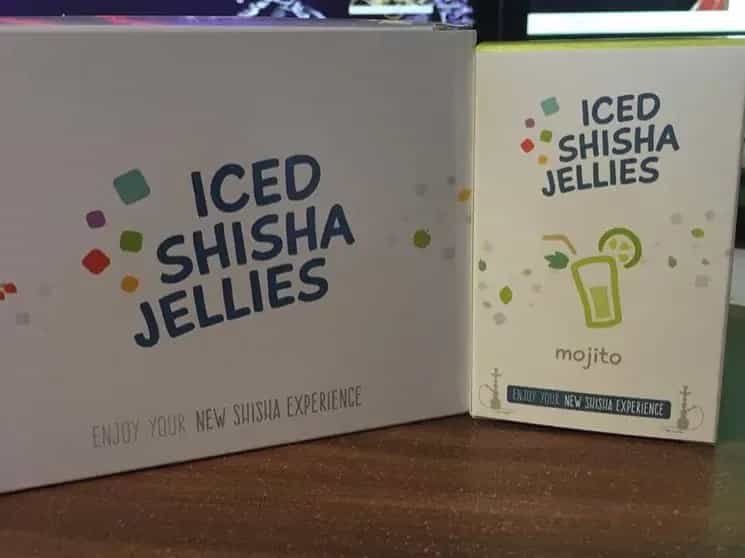 ICED
SHISHA
JELLIES
ENJOY YOUR NEW SHISHA EXPERIENCE
ICED
SHISHA
JELLIES
mojito
ENJOY YOUR NEW SHISHA EXPERIENCE